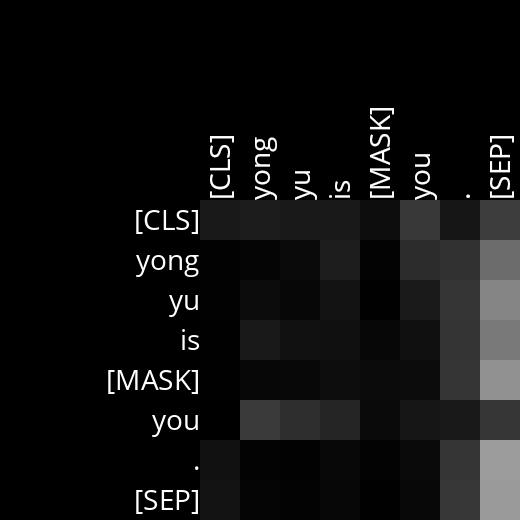 [CLS] yong yu is [MASK] you . [SEP]
[CLS]
yong
yu
is
[MASK]
you
.
[SEP]